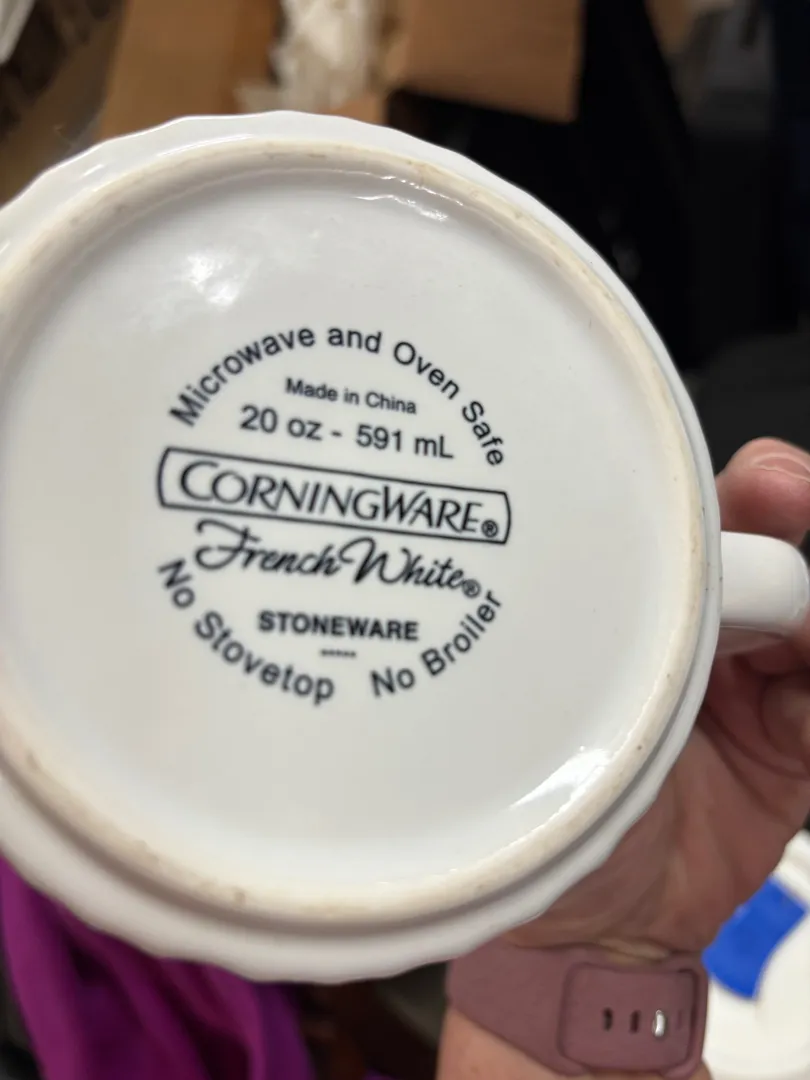 Microwave and Oven Safe
Made in China
20 oz - 591 mL
CORNINGWARE®
French White®
STONEWARE
No Stovetop No Broiler